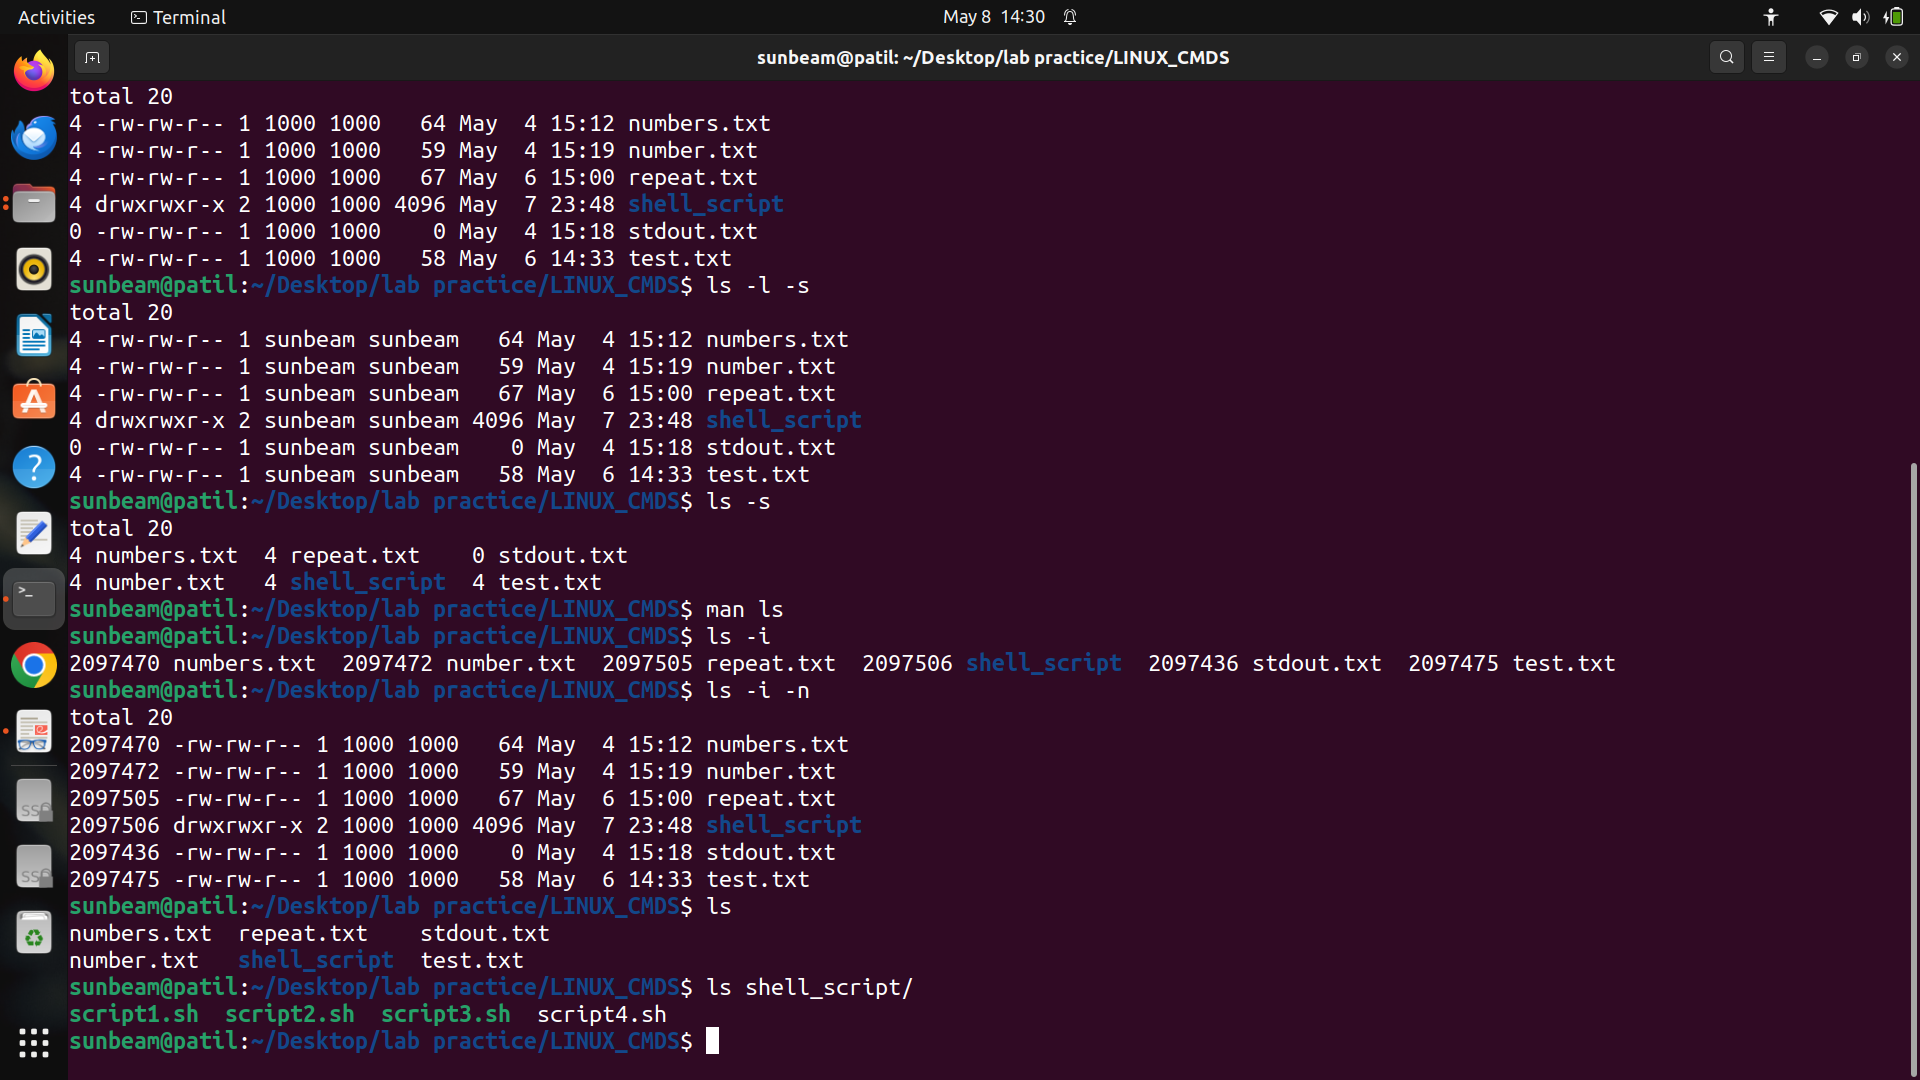 Activities Terminal May 8 14:30
sunbeam@patil: ~/Desktop/lab practice/LINUX_CMDS
total 20
4 -rw-rw-r-- 1 1000 1000   64 May  4 15:12 numbers.txt
4 -rw-rw-r-- 1 1000 1000   59 May  4 15:19 number.txt
4 -rw-rw-r-- 1 1000 1000   67 May  6 15:00 repeat.txt
4 drwxrwxr-x 2 1000 1000 4096 May  7 23:48 shell_script
0 -rw-rw-r-- 1 1000 1000    0 May  4 15:18 stdout.txt
4 -rw-rw-r-- 1 1000 1000   58 May  6 14:33 test.txt
sunbeam@patil:~/Desktop/lab practice/LINUX_CMDS$ ls -l -s
total 20
4 -rw-rw-r-- 1 sunbeam sunbeam   64 May  4 15:12 numbers.txt
4 -rw-rw-r-- 1 sunbeam sunbeam   59 May  4 15:19 number.txt
4 -rw-rw-r-- 1 sunbeam sunbeam   67 May  6 15:00 repeat.txt
4 drwxrwxr-x 2 sunbeam sunbeam 4096 May  7 23:48 shell_script
0 -rw-rw-r-- 1 sunbeam sunbeam    0 May  4 15:18 stdout.txt
4 -rw-rw-r-- 1 sunbeam sunbeam   58 May  6 14:33 test.txt
sunbeam@patil:~/Desktop/lab practice/LINUX_CMDS$ ls -s
total 20
4 numbers.txt  4 repeat.txt    0 stdout.txt
4 number.txt   4 shell_script  4 test.txt
sunbeam@patil:~/Desktop/lab practice/LINUX_CMDS$ man ls
sunbeam@patil:~/Desktop/lab practice/LINUX_CMDS$ ls -i
2097470 numbers.txt  2097472 number.txt  2097505 repeat.txt  2097506 shell_script  2097436 stdout.txt  2097475 test.txt
sunbeam@patil:~/Desktop/lab practice/LINUX_CMDS$ ls -i -n
total 20
2097470 -rw-rw-r-- 1 1000 1000   64 May  4 15:12 numbers.txt
2097472 -rw-rw-r-- 1 1000 1000   59 May  4 15:19 number.txt
2097505 -rw-rw-r-- 1 1000 1000   67 May  6 15:00 repeat.txt
2097506 drwxrwxr-x 2 1000 1000 4096 May  7 23:48 shell_script
2097436 -rw-rw-r-- 1 1000 1000    0 May  4 15:18 stdout.txt
2097475 -rw-rw-r-- 1 1000 1000   58 May  6 14:33 test.txt
sunbeam@patil:~/Desktop/lab practice/LINUX_CMDS$ ls
numbers.txt  repeat.txt    stdout.txt
number.txt   shell_script  test.txt
sunbeam@patil:~/Desktop/lab practice/LINUX_CMDS$ ls shell_script/
script1.sh  script2.sh  script3.sh  script4.sh
sunbeam@patil:~/Desktop/lab practice/LINUX_CMDS$